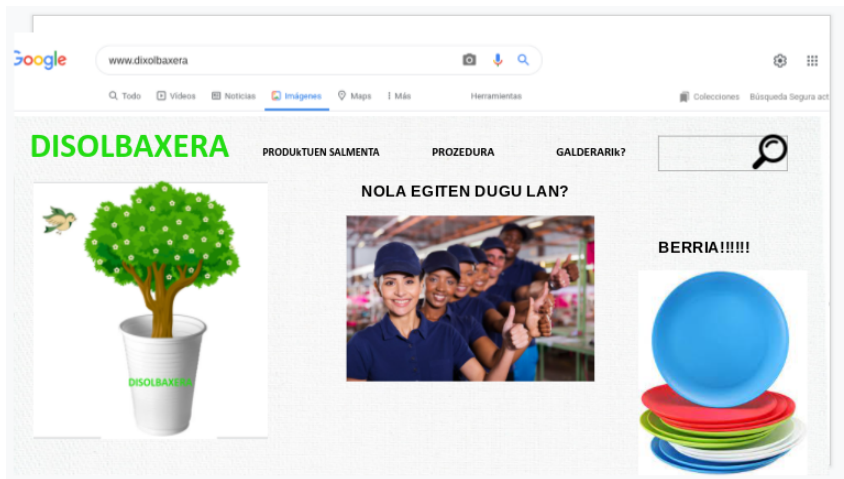 Google
www.dixolbaxera
Todo Vídeos Noticias Imágenes Maps Más Herramientas Colecciones Búsqueda Segura act
DISOLBAXERA
PRODUkTUEN SALMENTA PROZEDURA GALDERARIk?
NOLA EGITEN DUGU LAN?
BERRIA!!!!!!
DISOLBAXERA